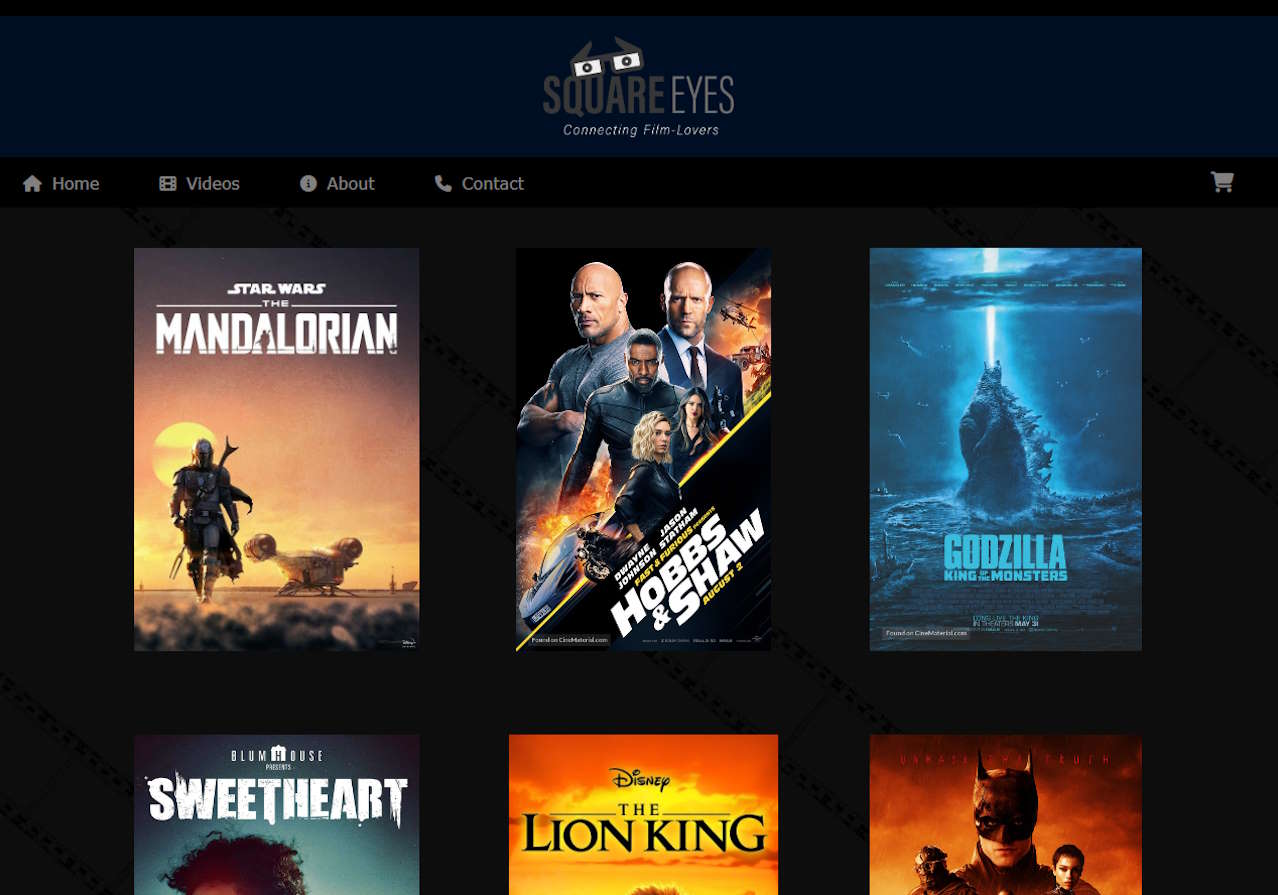 SQUARE EYES
Connecting Film-Lovers
Home
Videos
About
Contact
STAR WARS
THE
MANDALORIAN
DWAYNE JOHNSON
JASON STATHAM
FAST & FURIOUS PRESENTS
HOBBS
& SHAW
AUGUST 2
Found on CineMaterial.com
GODZILLA
KING OF THE MONSTERS
LONG LIVE THE KING
IN THEATERS MAY 31
Found on CineMaterial.com
BLUMHOUSE
PRESENTS
SWEETHEART
DISNEY
THE
LION KING
UNMASK THE TRUTH